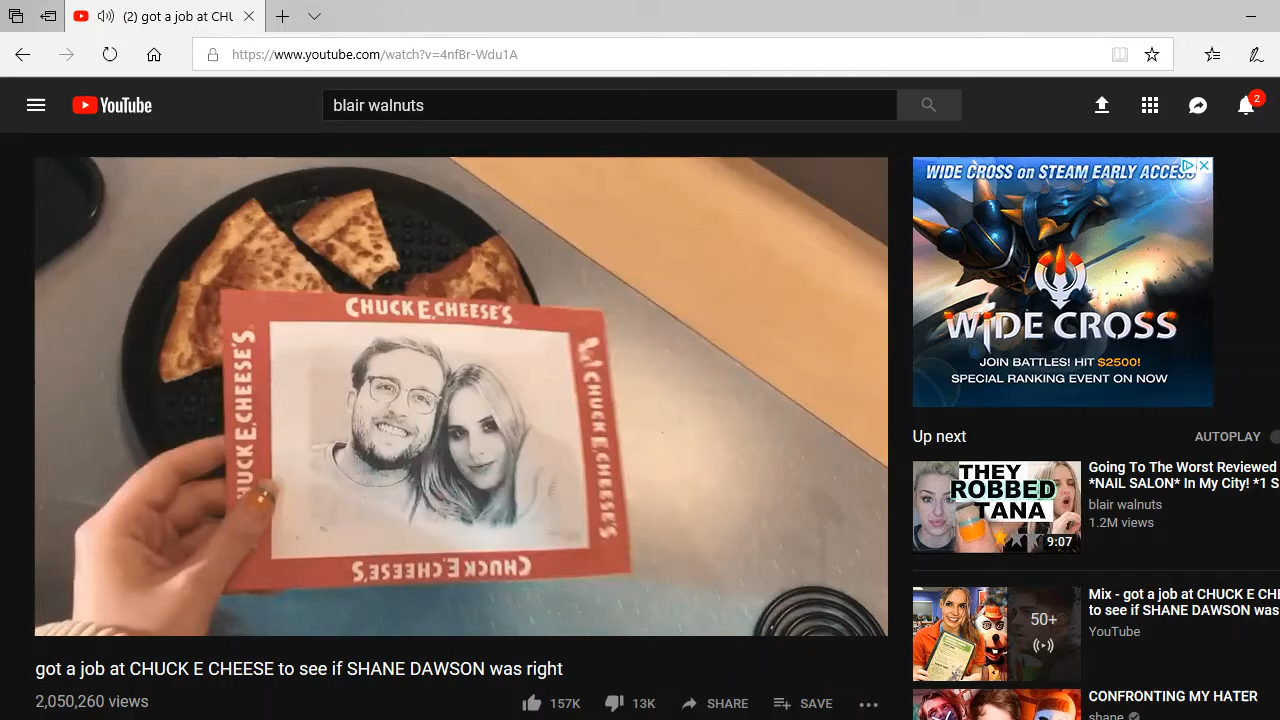 (2) got a job at CHU
https://www.youtube.com/watch?v=4nfBr-Wdu1A
YouTube
blair walnuts
2
CHUCK E. CHEESE'S
CHUCK E. CHEESE'S
CHUCK E. CHEESE'S
CHUCK E. CHEESE'S
WIDE CROSS on STEAM EARLY ACCESS
WIDE CROSS
JOIN BATTLES! HIT $2500!
SPECIAL RANKING EVENT ON NOW
Up next
AUTOPLAY
THEY
ROBBED
TANA
9:07
Going To The Worst Reviewed
*NAIL SALON* In My City! *1 S
blair walnuts
1.2M views
50+
Mix - got a job at CHUCK E CHE
to see if SHANE DAWSON was
YouTube
CONFRONTING MY HATER
shane
got a job at CHUCK E CHEESE to see if SHANE DAWSON was right
2,050,260 views
157K
13K
SHARE
SAVE